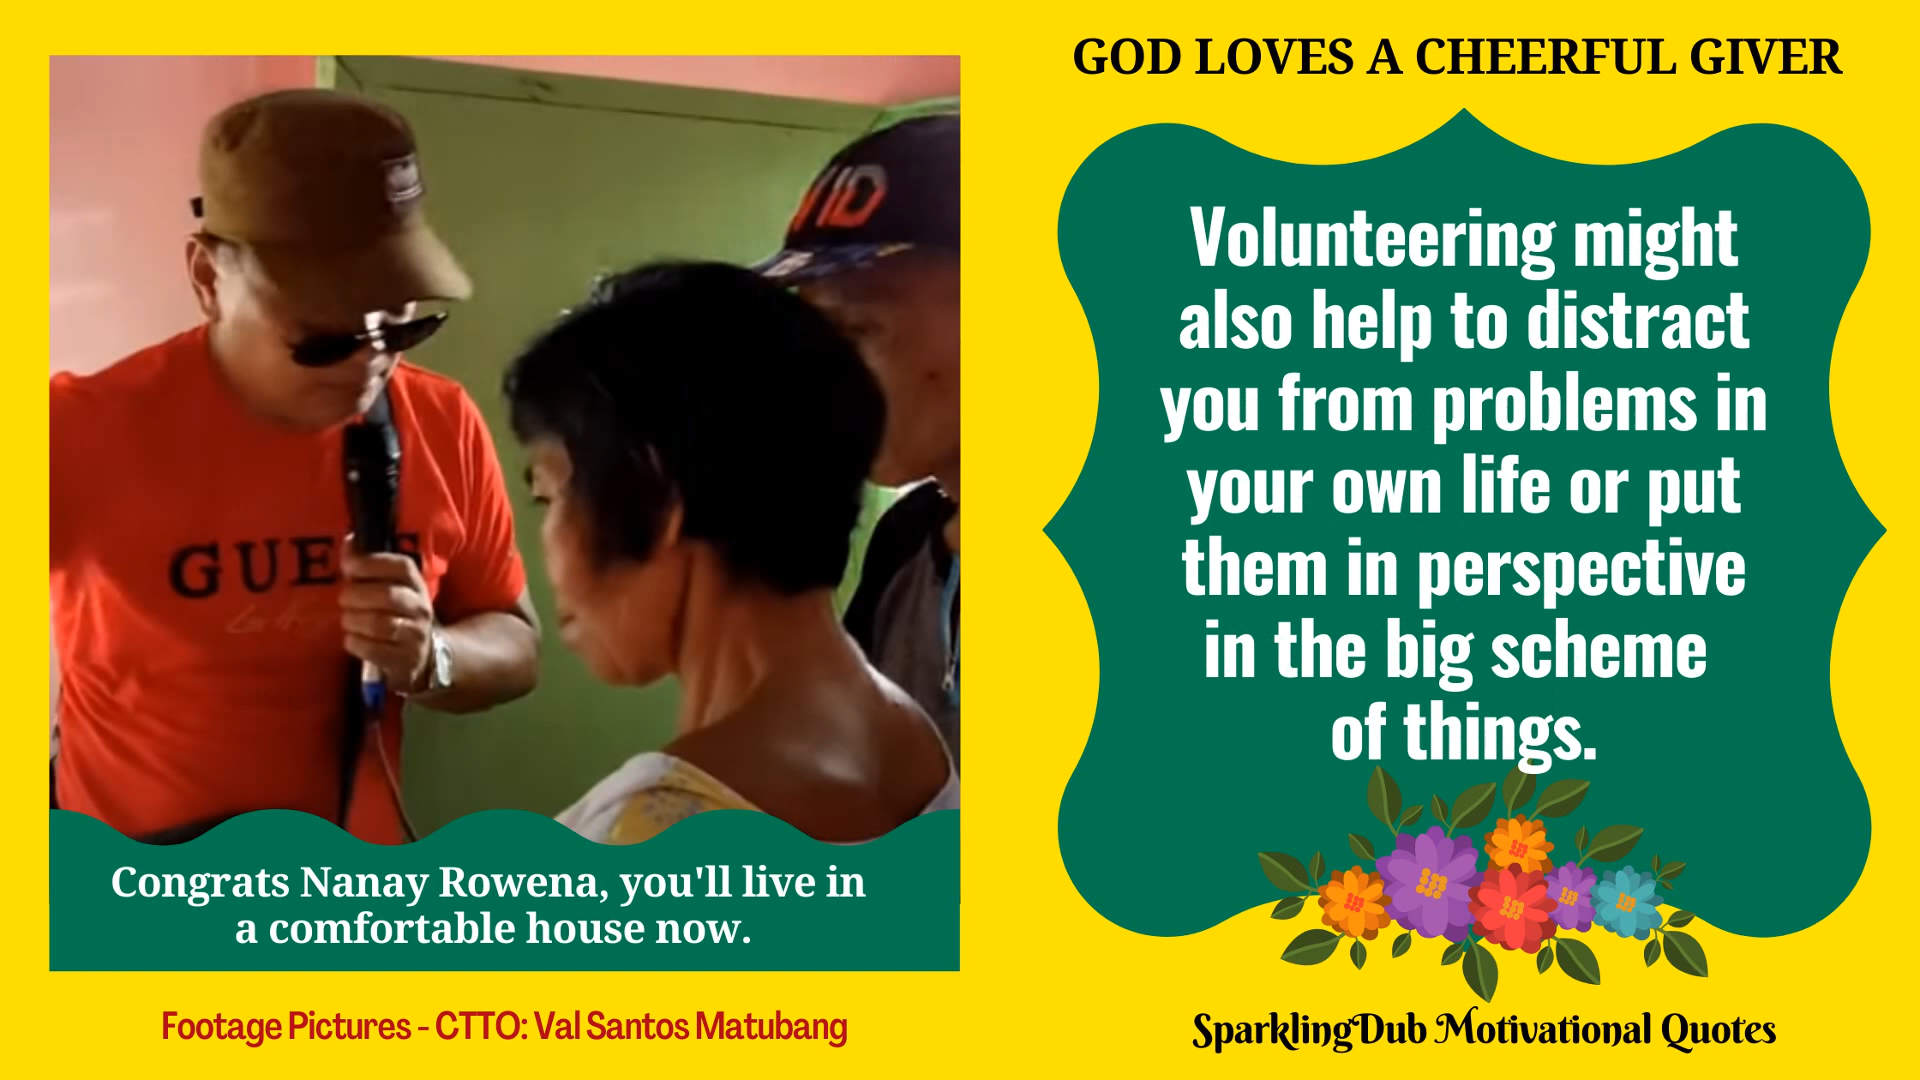 GOD LOVES A CHEERFUL GIVER
VID
GUE S
Volunteering might
also help to distract
you from problems in
your own life or put
them in perspective
in the big scheme
of things.
Congrats Nanay Rowena, you'll live in
a comfortable house now.
Footage Pictures - CTTO: Val Santos Matubang
SparklingDub Motivational Quotes